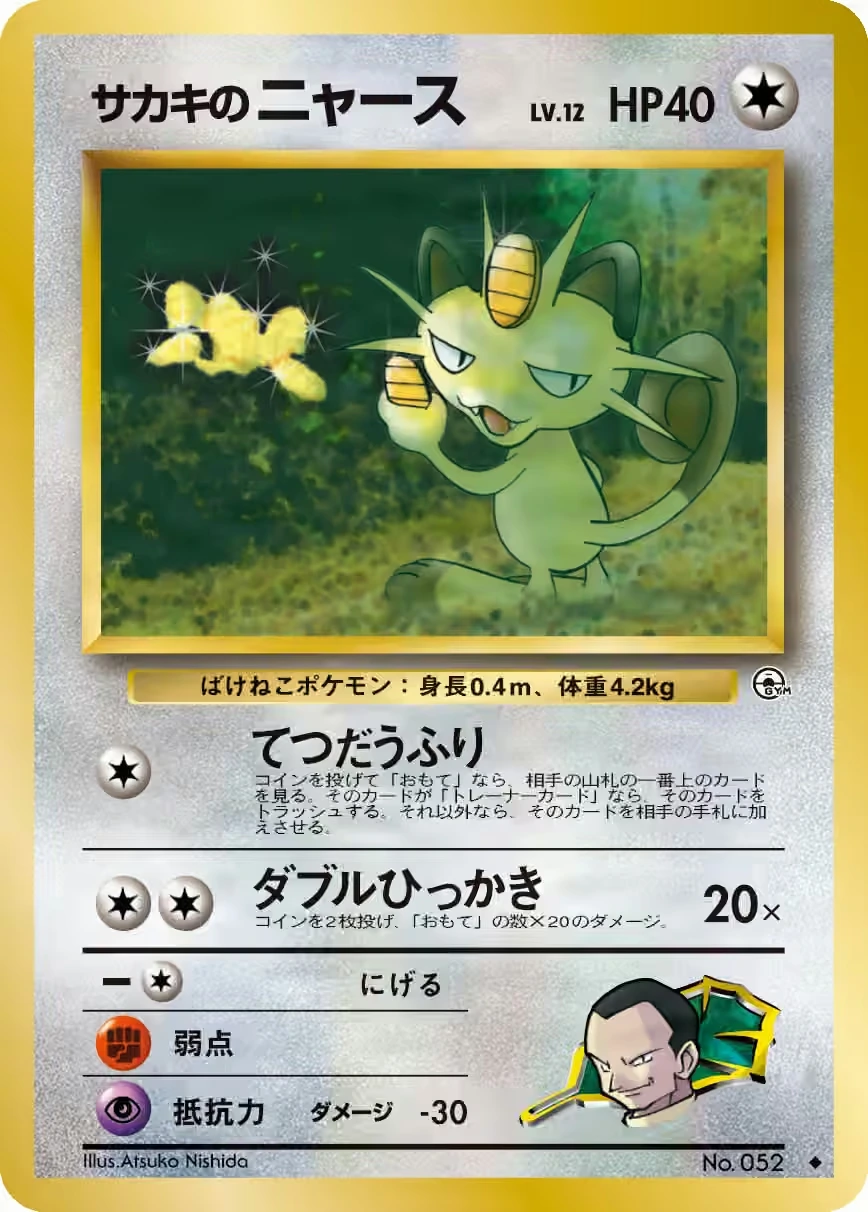 サカキのニャース LV.12 HP40
ばけねこポケモン：身長0.4m、体重4.2kg
GYM
てつだうふり
コインを投げて「おもて」なら、相手の山札の一番上のカード
を見る。そのカードが「トレーナーカード」なら、そのカードを
トラッシュする。それ以外なら、そのカードを相手の手札に加
えさせる。
ダブルひっかき 20×
コインを2枚投げ、「おもて」の数×20のダメージ。
にげる
弱点
抵抗力 ダメージ -30
Illus.Atsuko Nishida No.052